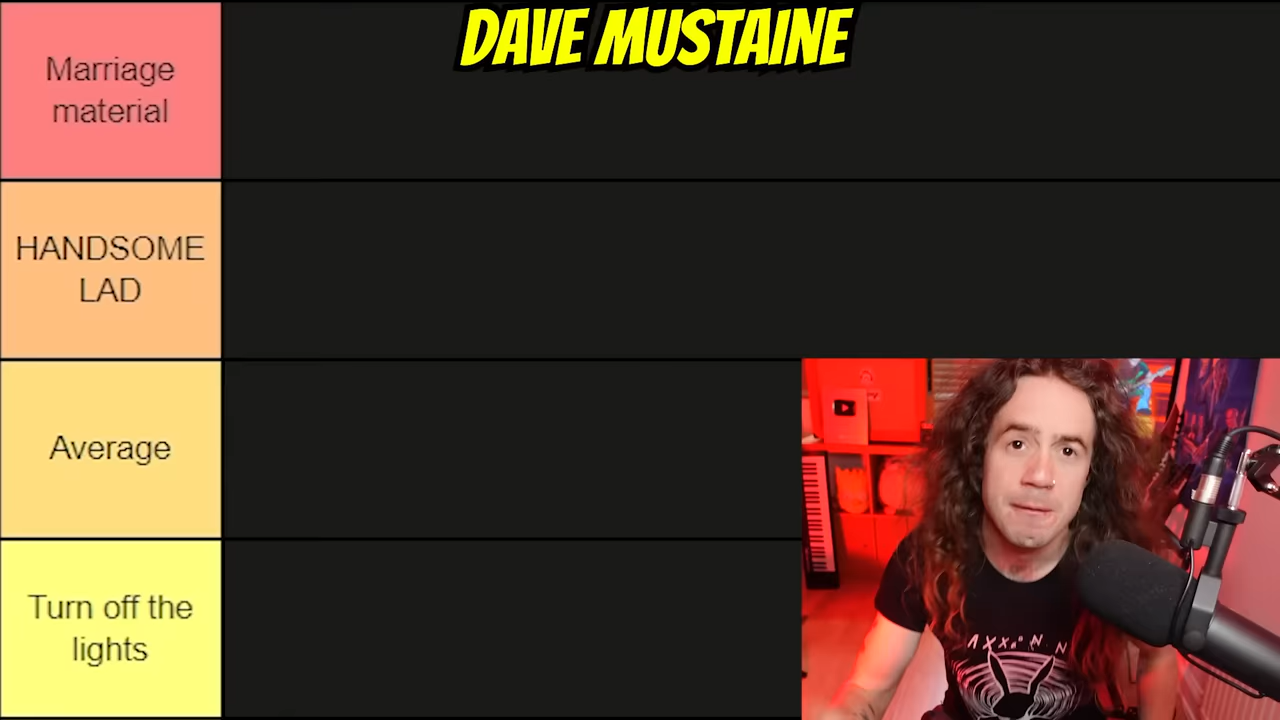 DAVE MUSTAINE
Marriage
material
HANDSOME
LAD
Average
Turn off the
lights